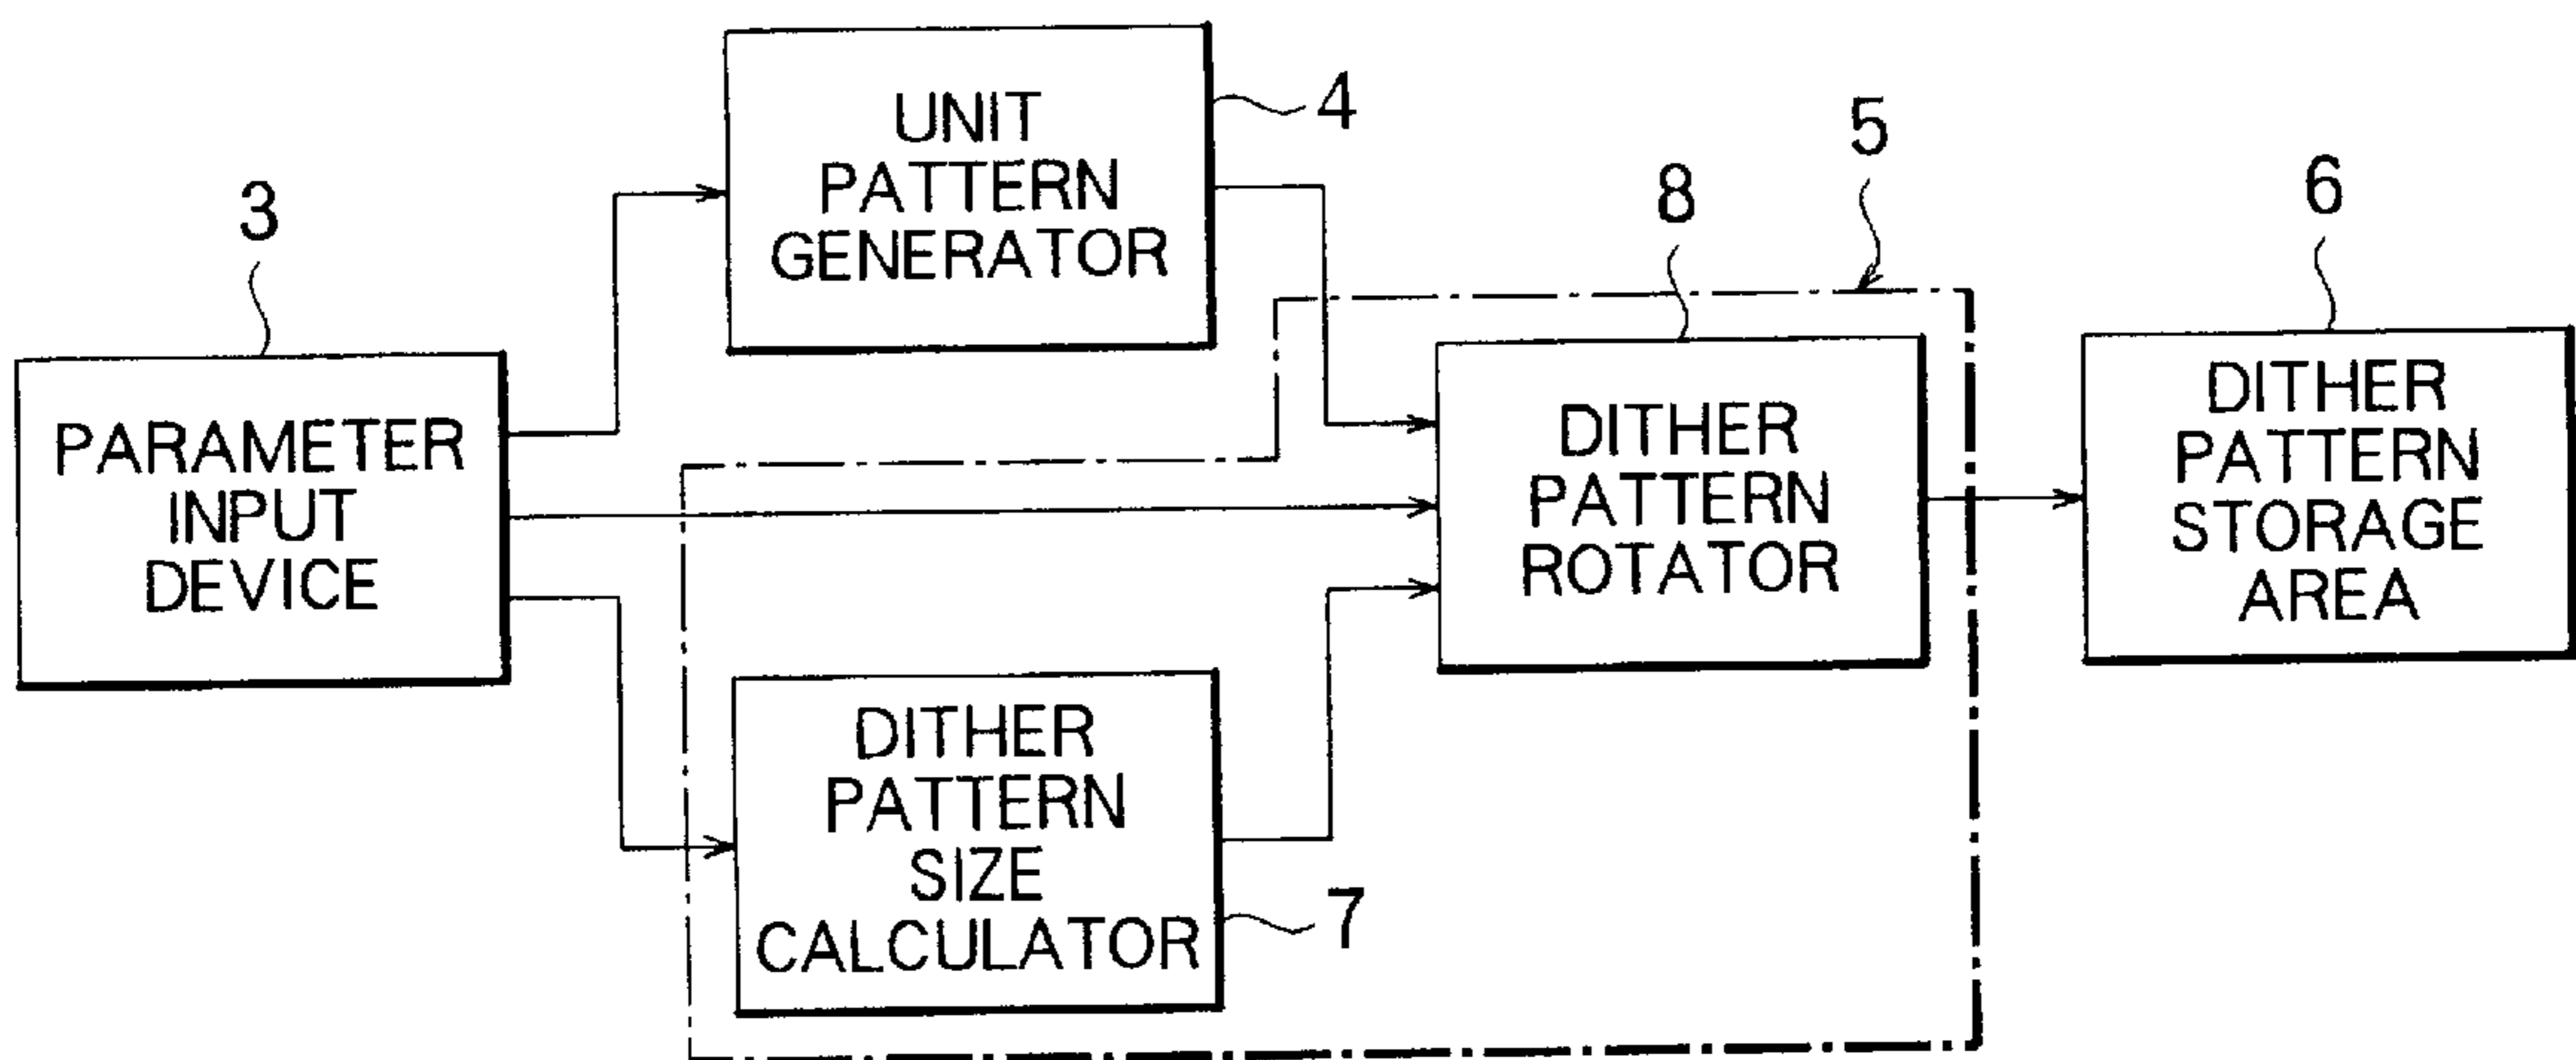 3
PARAMETER
INPUT
DEVICE
4
UNIT
PATTERN
GENERATOR
5
8
DITHER
PATTERN
ROTATOR
7
DITHER
PATTERN
SIZE
CALCULATOR
6
DITHER
PATTERN
STORAGE
AREA